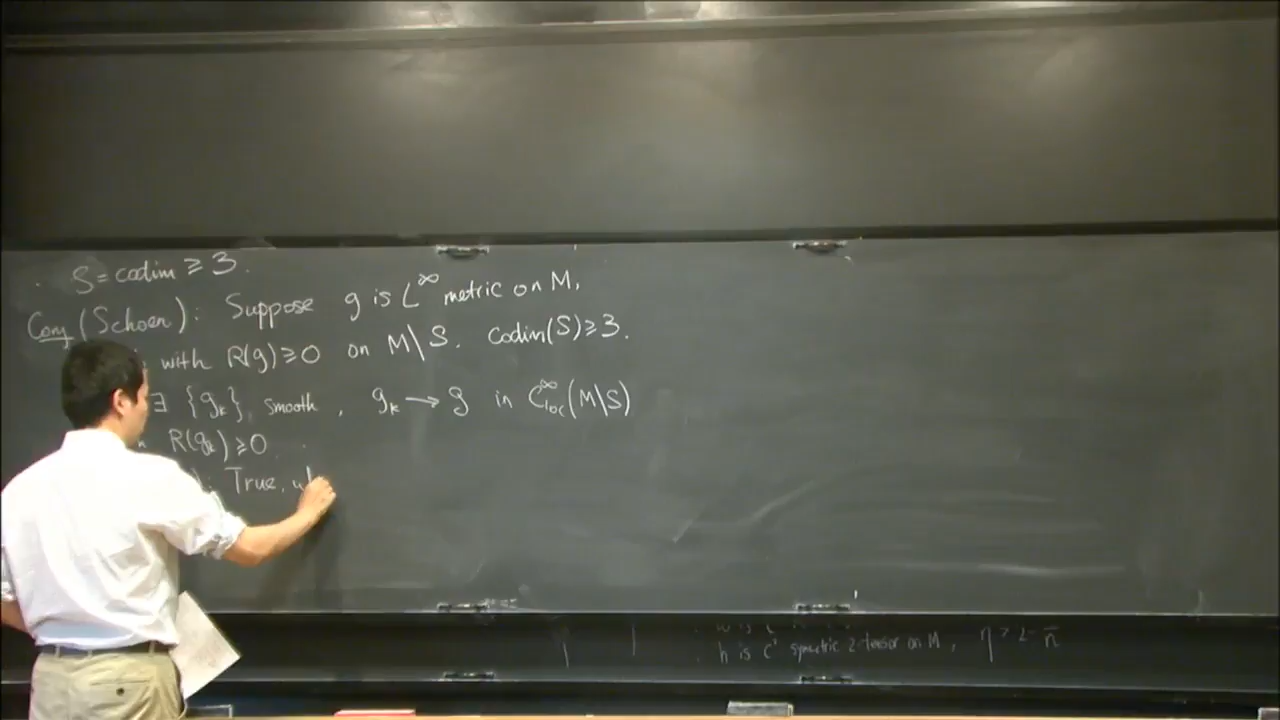 · S = codim ≥ 3.
Conj (Schoen): Suppose g is L^∞ metric on M,
with R(g) ≥ 0 on M\S. codim(S) ≥ 3.
∃ {g_k} smooth, g_k → g in C^∞_loc(M\S)
R(g_k) ≥ 0
): True, w
h is C² symmetric 2-tensor on M,